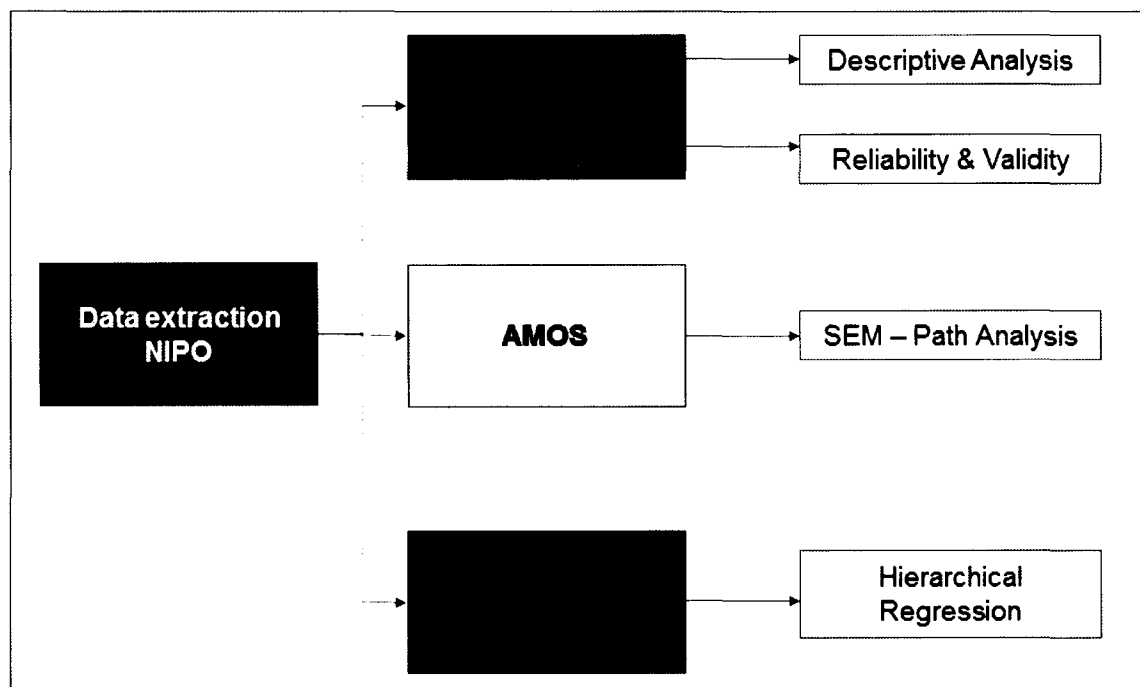 Descriptive Analysis
Reliability & Validity
Data extraction
NIPO
AMOS
SEM – Path Analysis
Hierarchical
Regression